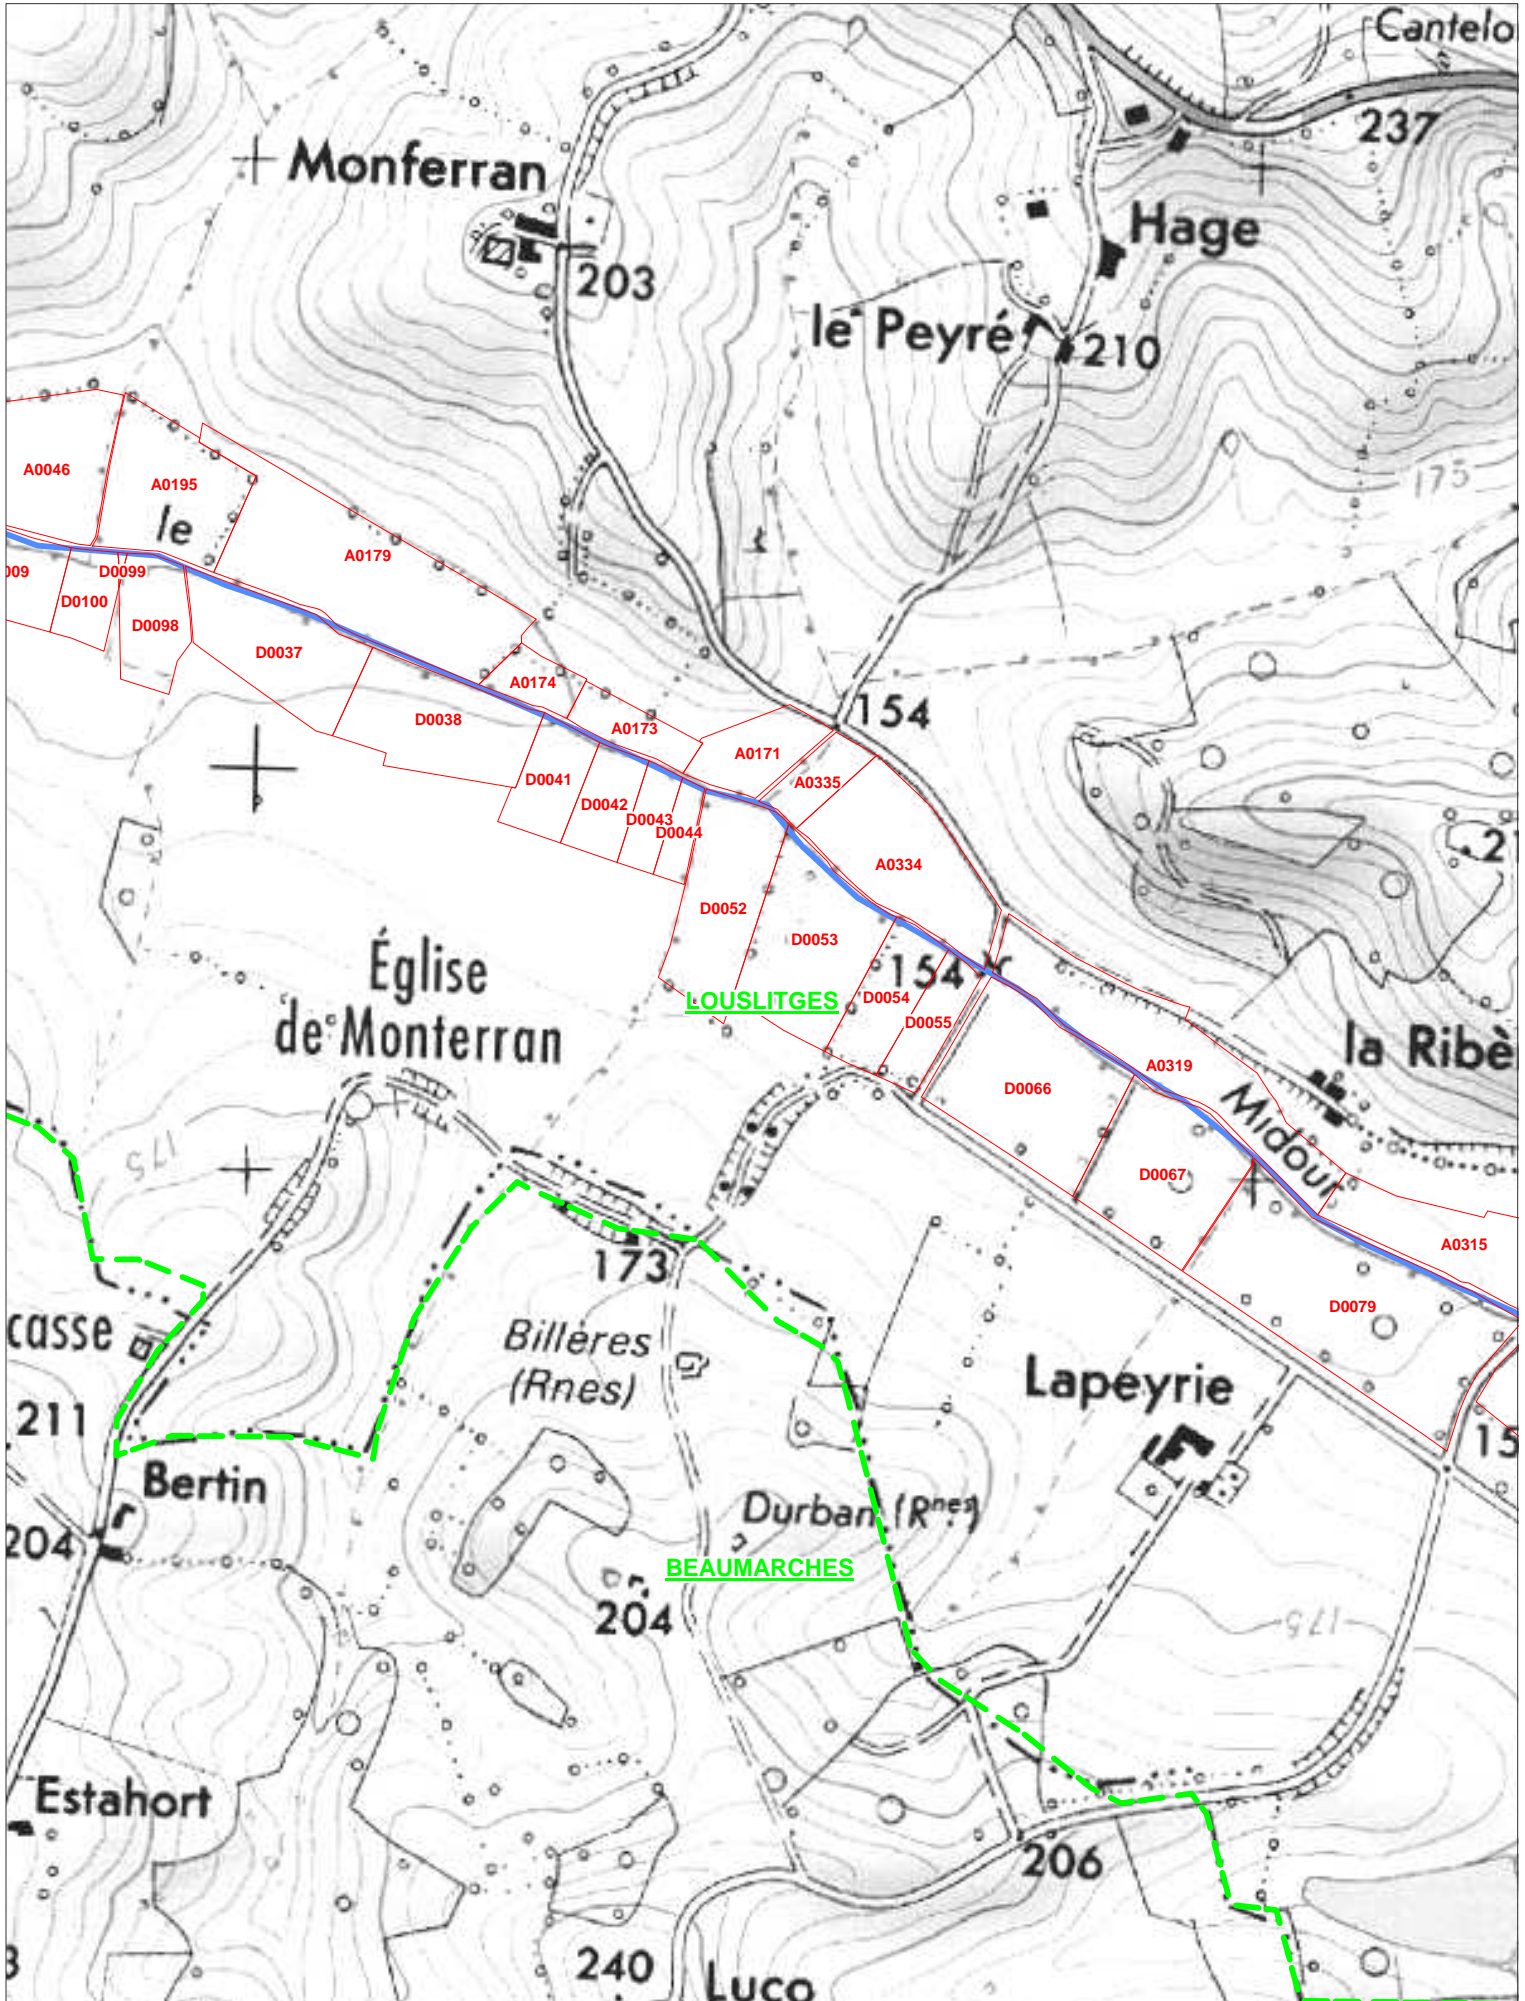 Cantelo
237
Monferran
203
Hage
le Peyré
210
175
A0046
A0195
le
A0179
009
D0099
D0100
D0098
D0037
D0038
A0174
A0173
A0171
154
A0335
D0041
D0042
D0043
D0044
A0334
D0052
D0053
Église
de Monterran
LOUSLITGES
154
D0054
D0055
la Ribè
A0319
D0066
Midour
D0067
175
A0315
173
D0079
casse
Billères
(Rnes)
Lapeyrie
211
15
Bertin
Durban (Rnes)
204
BEAUMARCHES
204
175
Estahort
206
240
Luco